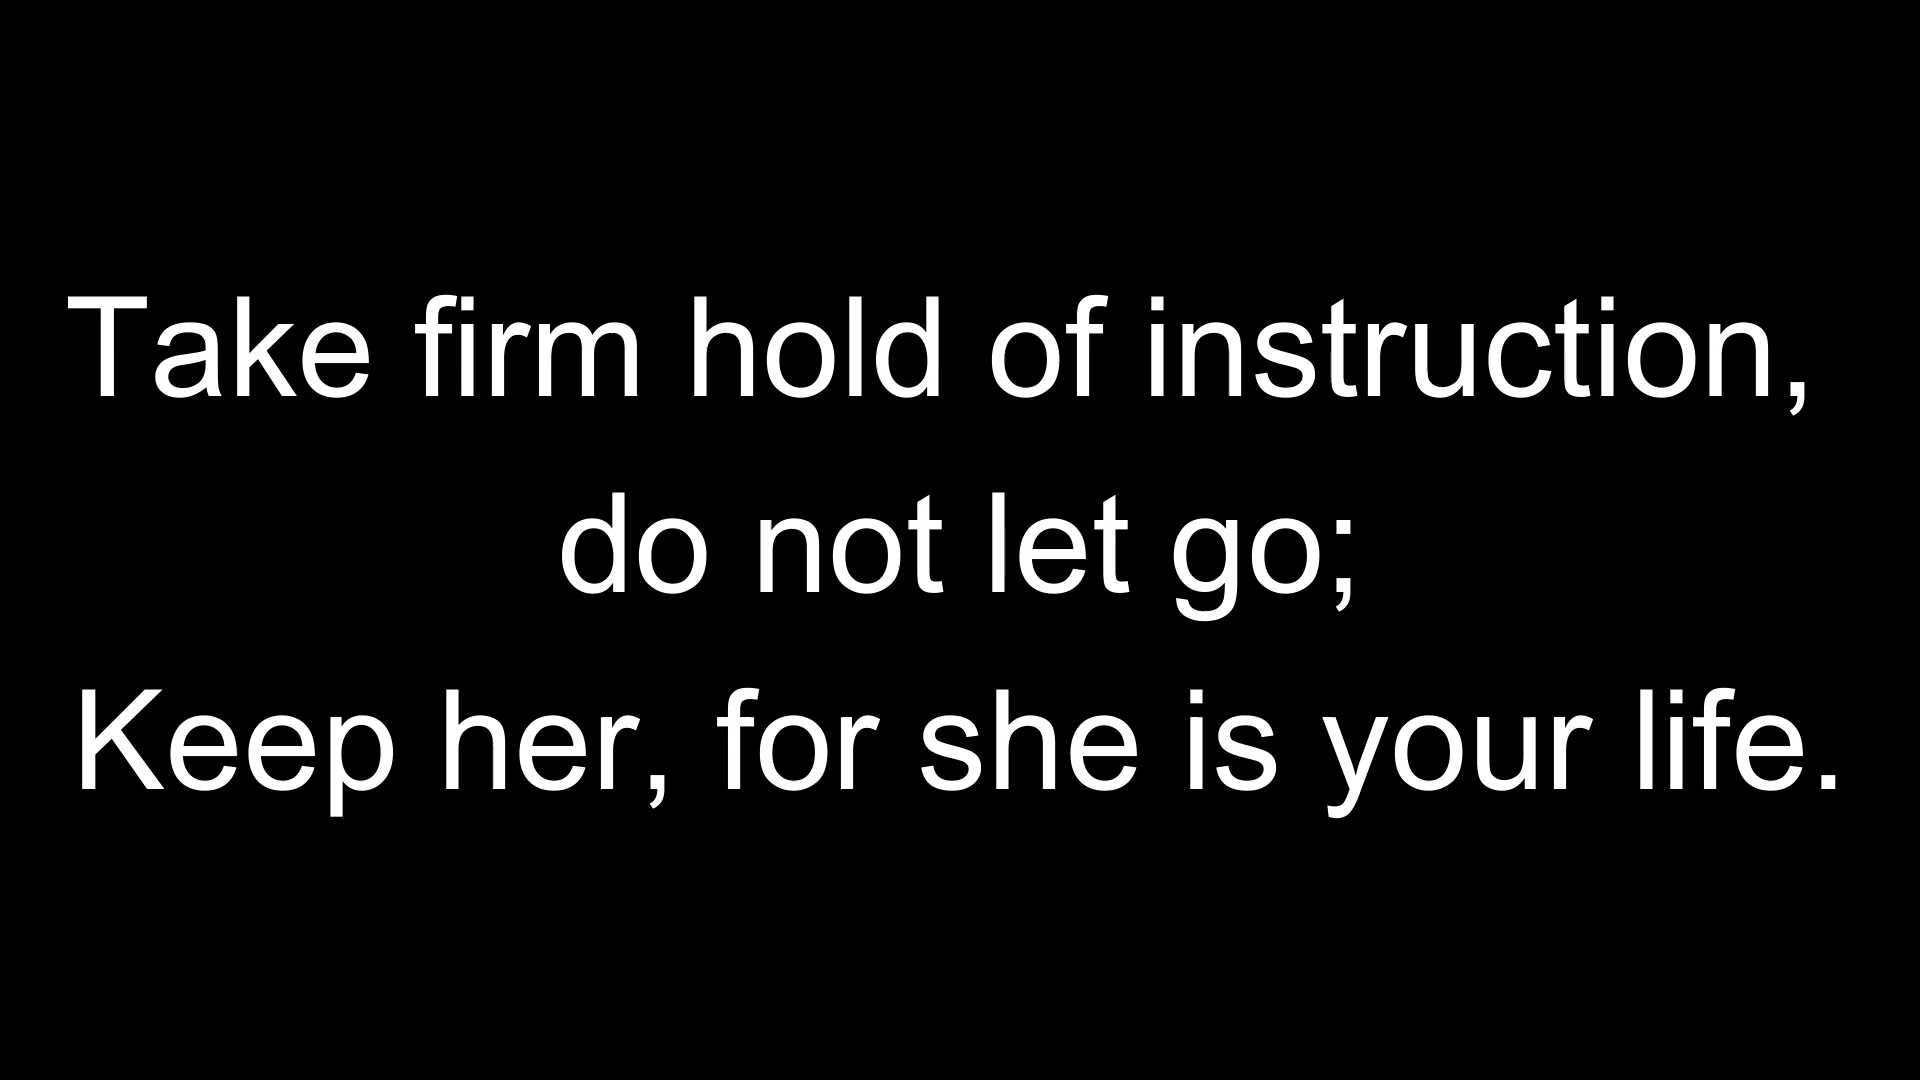 Take firm hold of instruction,
do not let go;
Keep her, for she is your life.